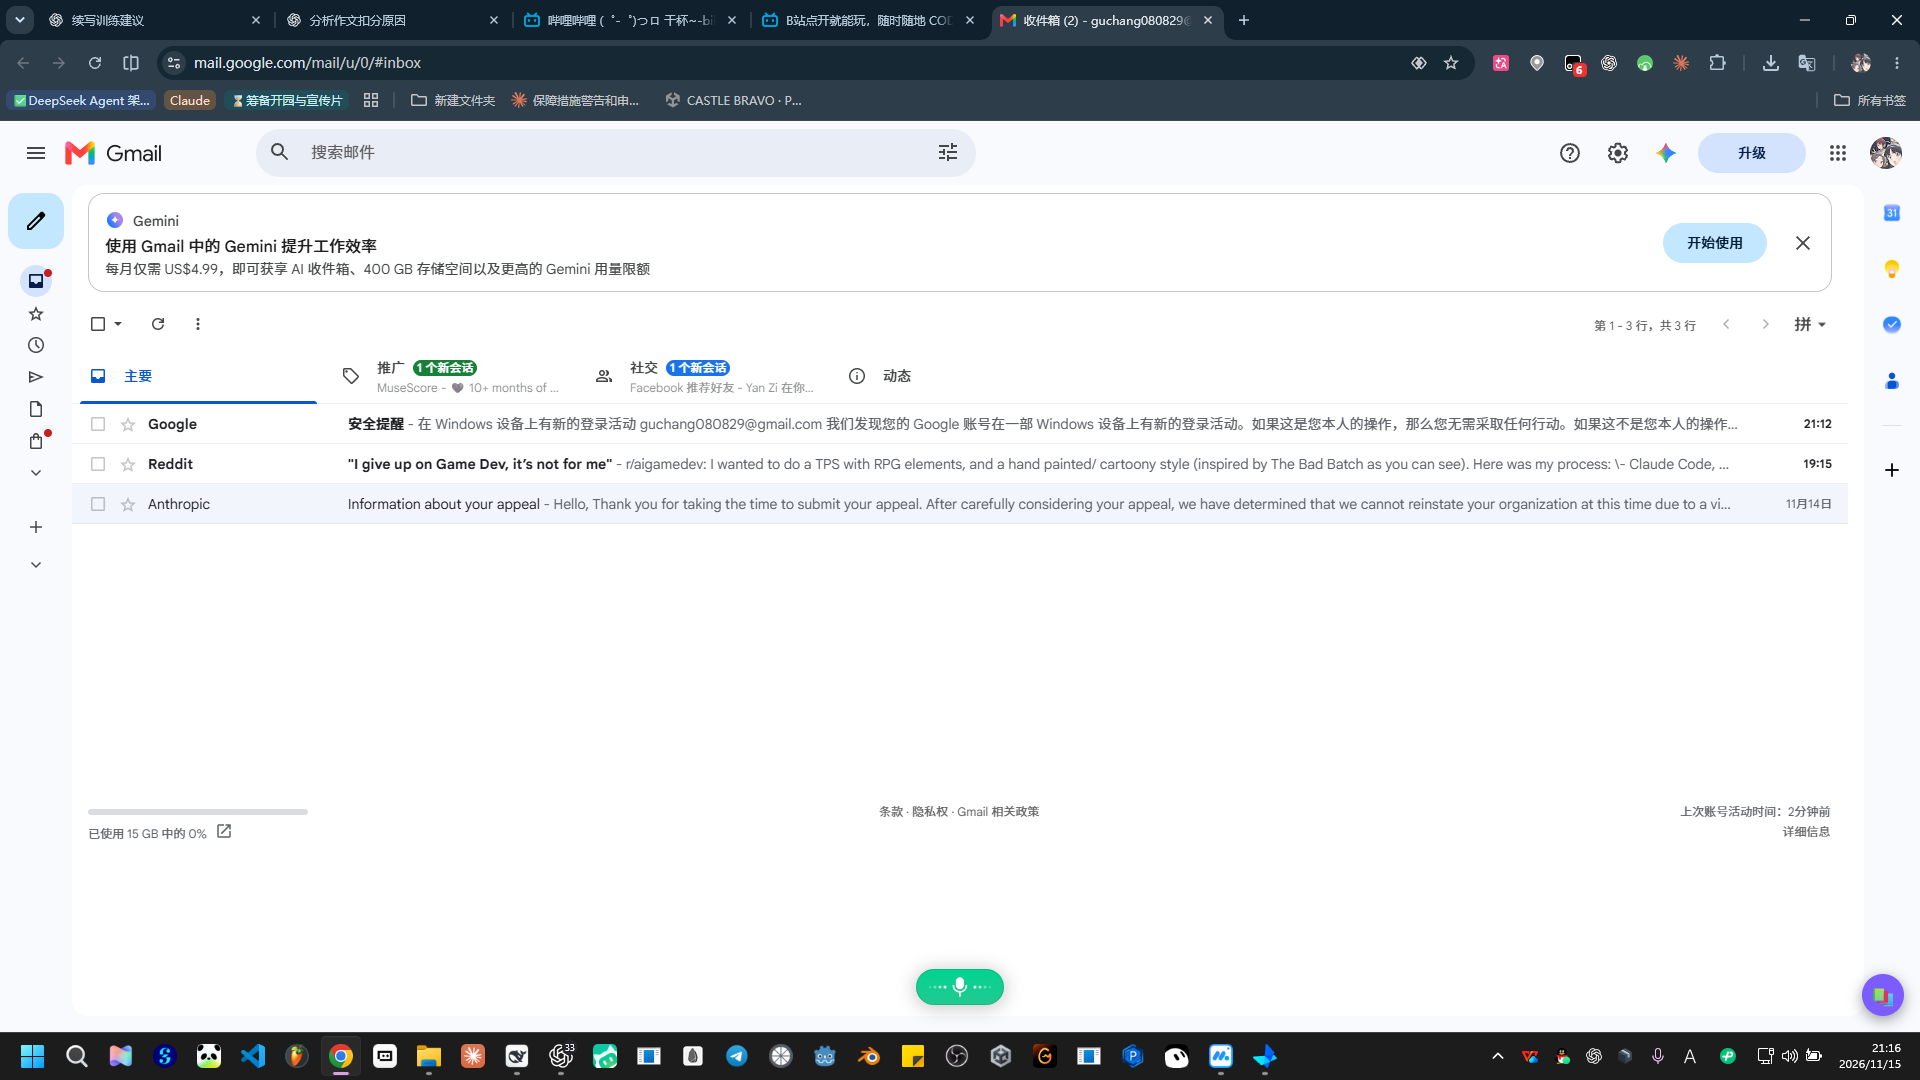 续写训练建议
分析作文扣分原因
哔哩哔哩 ( ゜- ゜)つロ 干杯~-bil
B站点开就能玩，随时随地 COD
收件箱 (2) - guchang080829@
mail.google.com/mail/u/0/#inbox
6
✅DeepSeek Agent 架...
Claude
⌛筹备开园与宣传片
新建文件夹
保障措施警告和申...
CASTLE BRAVO · P...
所有书签
Gmail
搜索邮件
升级
Gemini
使用 Gmail 中的 Gemini 提升工作效率
每月仅需 US$4.99，即可获享 AI 收件箱、400 GB 存储空间以及更高的 Gemini 用量限额
开始使用
31
第 1 - 3 行，共 3 行
拼
主要
推广 1 个新会话
MuseScore - 🖤 10+ months of ...
社交 1 个新会话
Facebook 推荐好友 - Yan Zi 在你...
动态
Google 安全提醒 - 在 Windows 设备上有新的登录活动 guchang080829@gmail.com 我们发现您的 Google 账号在一部 Windows 设备上有新的登录活动。如果这是您本人的操作，那么您无需采取任何行动。如果这不是您本人的操作... 21:12
Reddit "I give up on Game Dev, it’s not for me" - r/aigamedev: I wanted to do a TPS with RPG elements, and a hand painted/ cartoony style (inspired by The Bad Batch as you can see). Here was my process: \- Claude Code, ... 19:15
Anthropic Information about your appeal - Hello, Thank you for taking the time to submit your appeal. After carefully considering your appeal, we have determined that we cannot reinstate your organization at this time due to a vi... 11月14日
已使用 15 GB 中的 0%
条款 · 隐私权 · Gmail 相关政策
上次账号活动时间：2分钟前
详细信息
33
A
21:16
2026/11/15